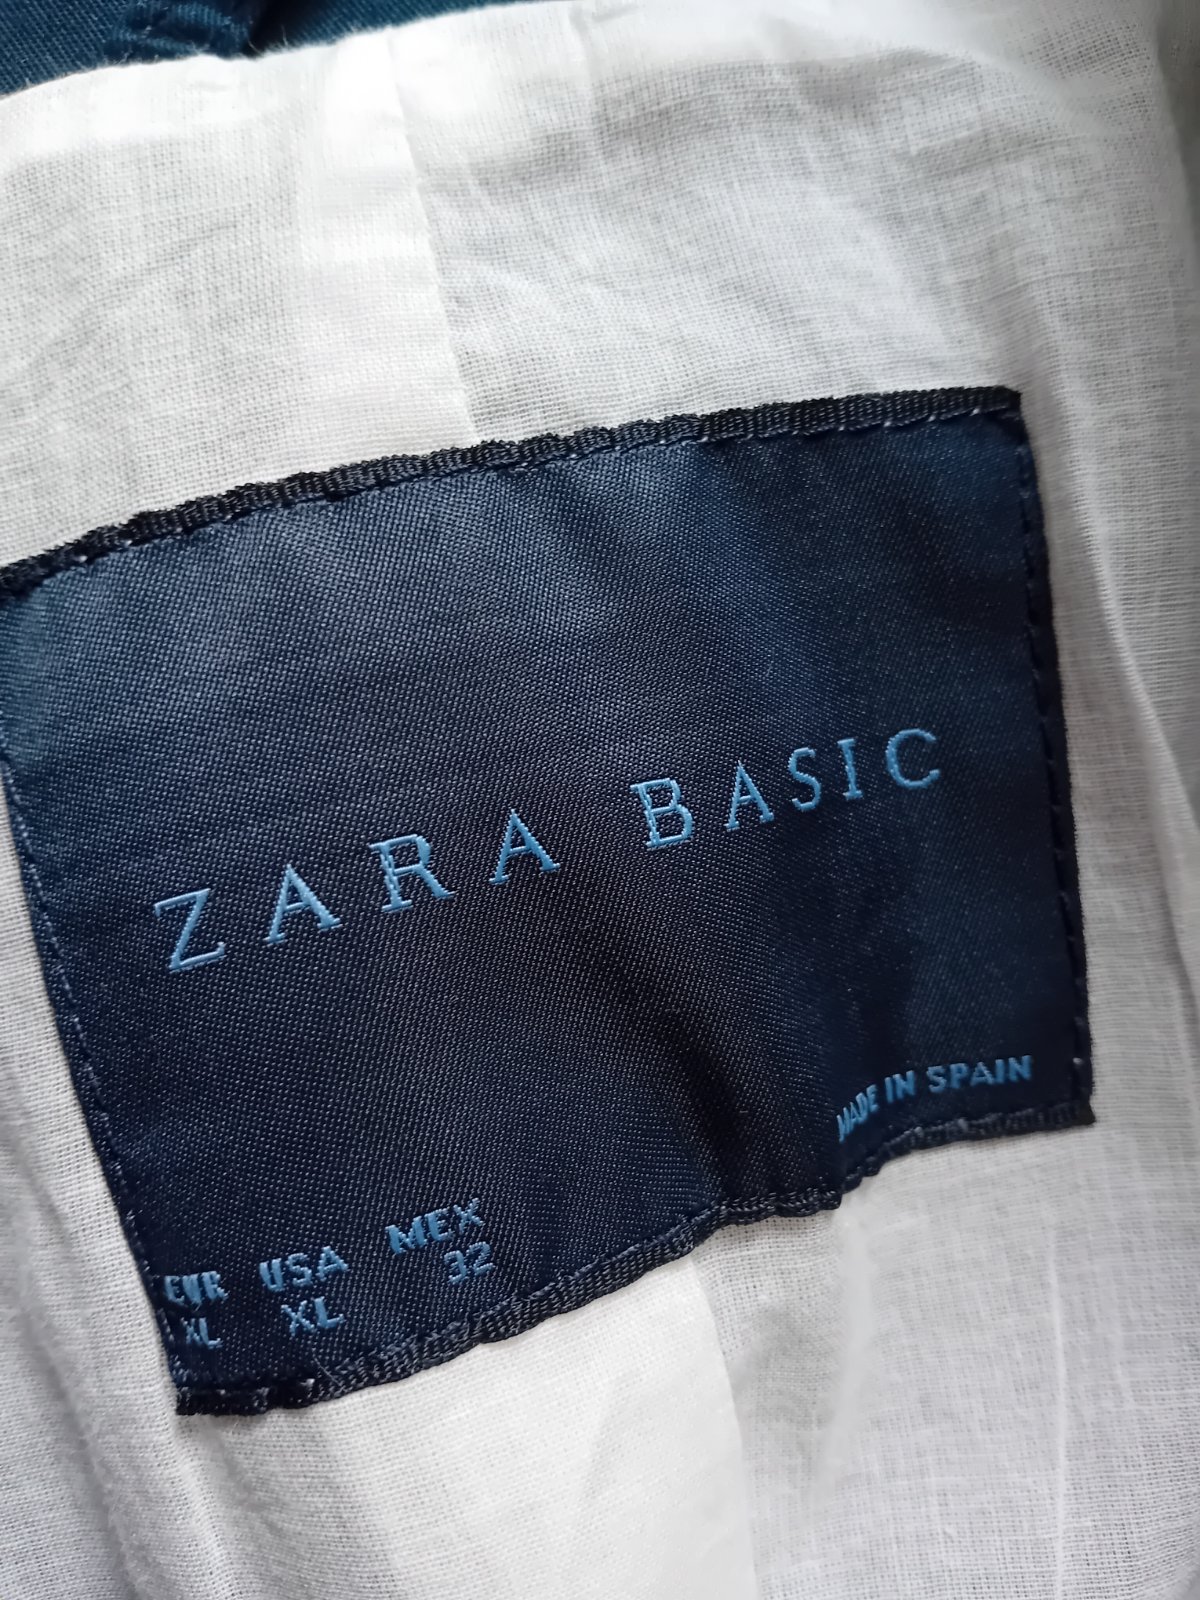 ZARA BASIC
MADE IN SPAIN
EUR USA MEX
XL XL 32